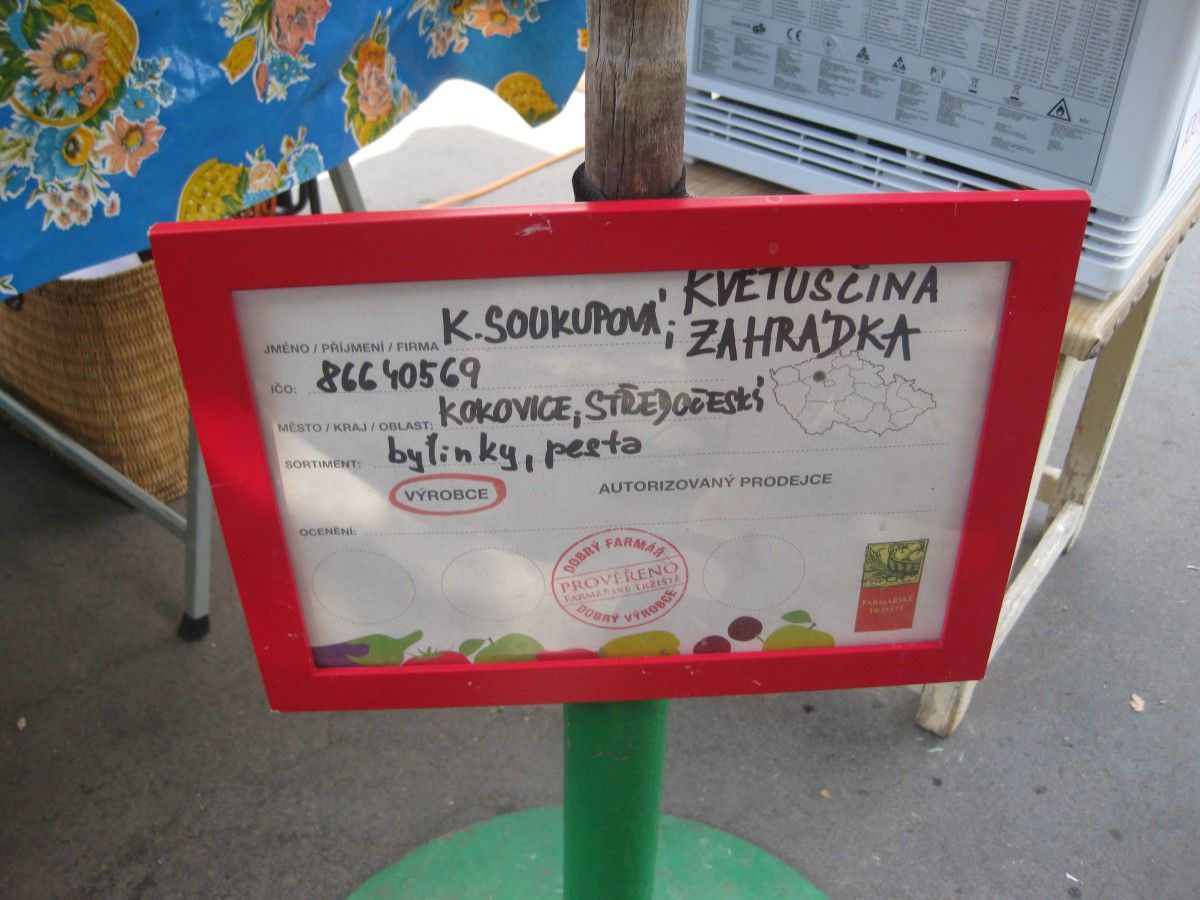 K. SOUKUPOVÁ; KVETUSČINA
JMÉNO / PŘÍJMENÍ / FIRMA ZAHRÁDKA
IČO: 86640569
MĚSTO / KRAJ / OBLAST: KOKOVICE, STŘEDOČESKÝ
SORTIMENT: bylinky, pesta
VÝROBCE AUTORIZOVANÝ PRODEJCE
OCENĚNÍ:
DOBRÝ FARMÁŘ
PROVĚŘENO
FARMÁŘSKÉ TRŽIŠTĚ
DOBRÝ VÝROBCE
FARMÁŘSKÉ
TRŽIŠTĚ